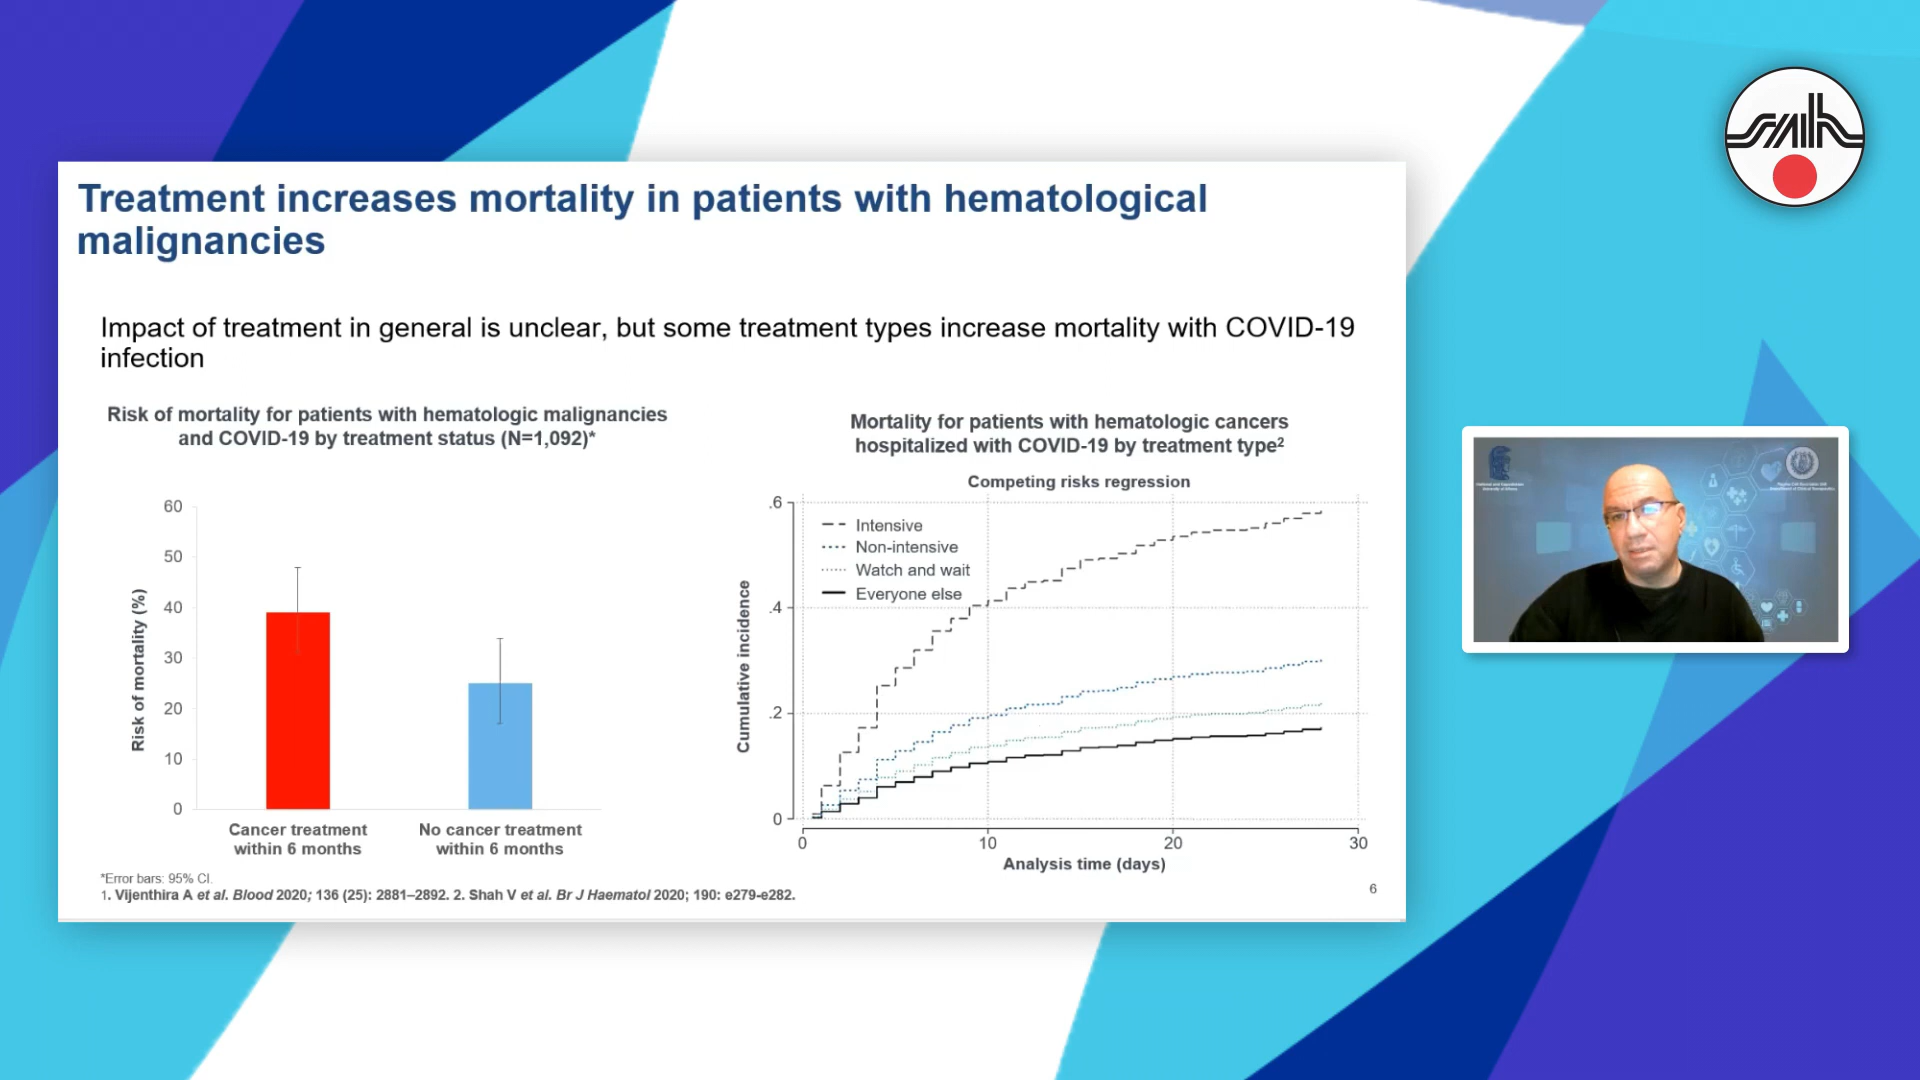 Treatment increases mortality in patients with hematological
malignancies
Impact of treatment in general is unclear, but some treatment types increase mortality with COVID-19
infection
Risk of mortality for patients with hematologic malignancies
and COVID-19 by treatment status (N=1,092)*
60
50
40
30
20
10
0
Risk of mortality (%)
Cancer treatment
within 6 months
No cancer treatment
within 6 months
Mortality for patients with hematologic cancers
hospitalized with COVID-19 by treatment type²
Competing risks regression
.6
.4
.2
0
Cumulative incidence
Intensive
Non-intensive
Watch and wait
Everyone else
0 10 20 30
Analysis time (days)
*Error bars: 95% CI.
1. Vijenthira A et al. Blood 2020; 136 (25): 2881–2892. 2. Shah V et al. Br J Haematol 2020; 190: e279-e282.
6